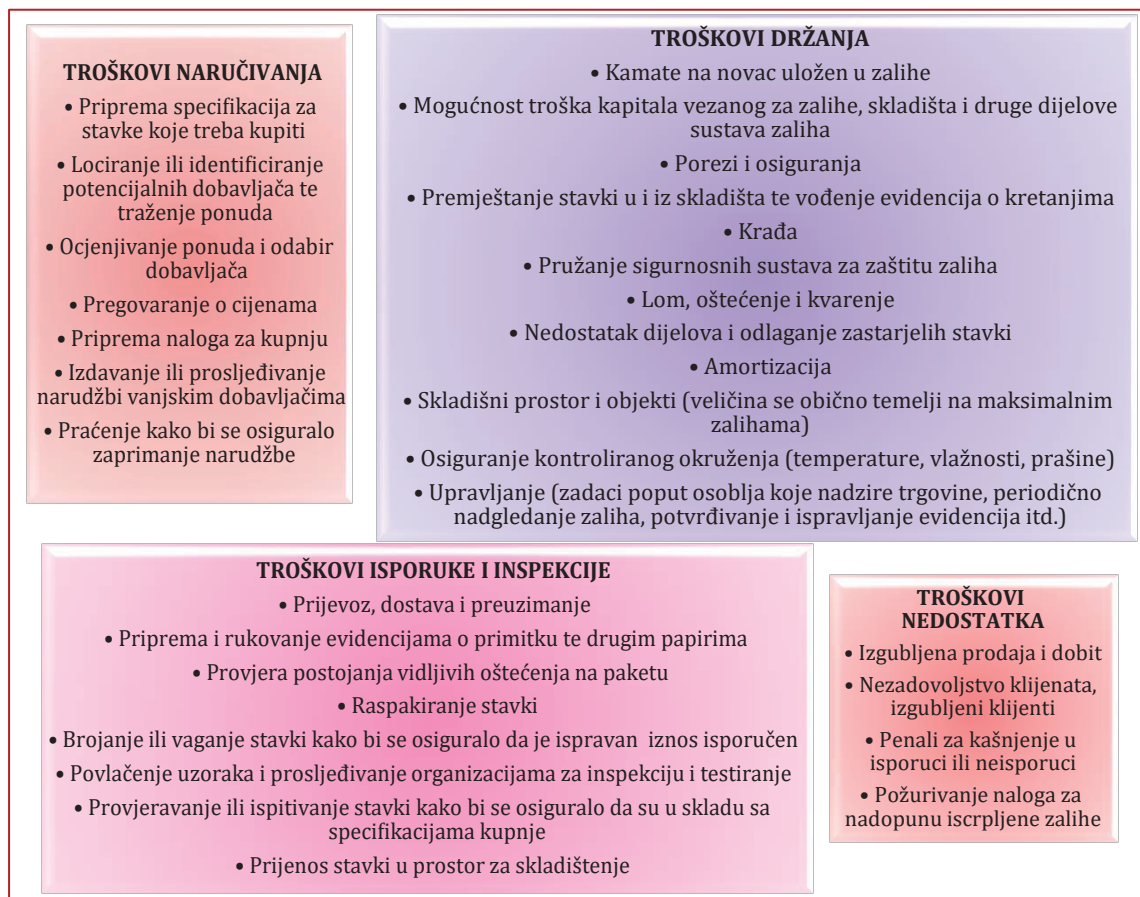 TROŠKOVI NARUČIVANJA
• Priprema specifikacija za
stavke koje treba kupiti
• Lociranje ili identificiranje
potencijalnih dobavljača te
traženje ponuda
• Ocjenjivanje ponuda i odabir
dobavljača
• Pregovaranje o cijenama
• Priprema naloga za kupnju
• Izdavanje ili prosljeđivanje
narudžbi vanjskim dobavljačima
• Praćenje kako bi se osiguralo
zaprimanje narudžbe
TROŠKOVI DRŽANJA
• Kamate na novac uložen u zalihe
• Mogućnost troška kapitala vezanog za zalihe, skladišta i druge dijelove
sustava zaliha
• Porezi i osiguranja
• Premještanje stavki u i iz skladišta te vođenje evidencija o kretanjima
• Krađa
• Pružanje sigurnosnih sustava za zaštitu zaliha
• Lom, oštećenje i kvarenje
• Nedostatak dijelova i odlaganje zastarjelih stavki
• Amortizacija
• Skladišni prostor i objekti (veličina se obično temelji na maksimalnim
zalihama)
• Osiguranje kontroliranog okruženja (temperature, vlažnosti, prašine)
• Upravljanje (zadaci poput osoblja koje nadzire trgovine, periodično
nadgledanje zaliha, potvrđivanje i ispravljanje evidencija itd.)
TROŠKOVI ISPORUKE I INSPEKCIJE
• Prijevoz, dostava i preuzimanje
• Priprema i rukovanje evidencijama o primitku te drugim papirima
• Provjera postojanja vidljivih oštećenja na paketu
• Raspakiranje stavki
• Brojanje ili vaganje stavki kako bi se osiguralo da je ispravan iznos isporučen
• Povlačenje uzoraka i prosljeđivanje organizacijama za inspekciju i testiranje
• Provjeravanje ili ispitivanje stavki kako bi se osiguralo da su u skladu sa
specifikacijama kupnje
• Prijenos stavki u prostor za skladištenje
TROŠKOVI
NEDOSTATKA
• Izgubljena prodaja i dobit
• Nezadovoljstvo klijenata,
izgubljeni klijenti
• Penali za kašnjenje u
isporuci ili neisporuci
• Požurivanje naloga za
nadopunu iscrpljene zalihe